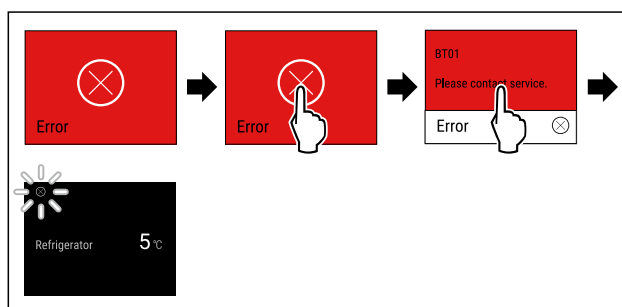 Error
Error
BT01
Please contact service.
Error
Refrigerator 5 °C